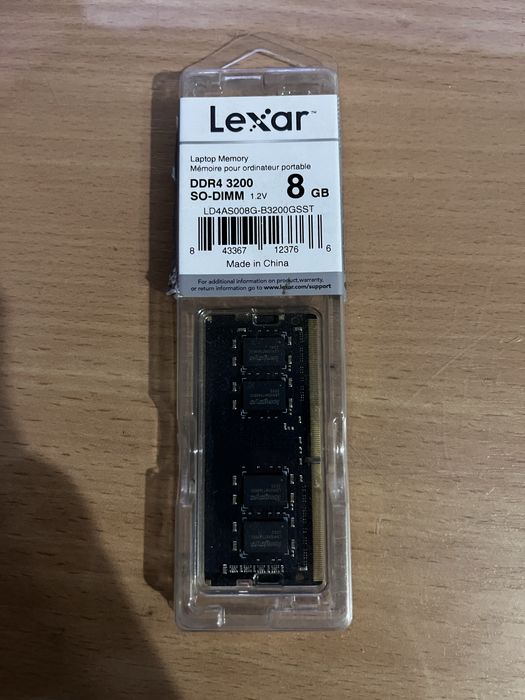 Lexar™
Laptop Memory
Mémoire pour ordinateur portable
DDR4 3200
SO-DIMM 1.2V 8 GB
LD4AS008G-B3200GSST
8 43367 12376 6
Made in China
For additional information on product,warranty,
or return information go to www.lexar.com/support